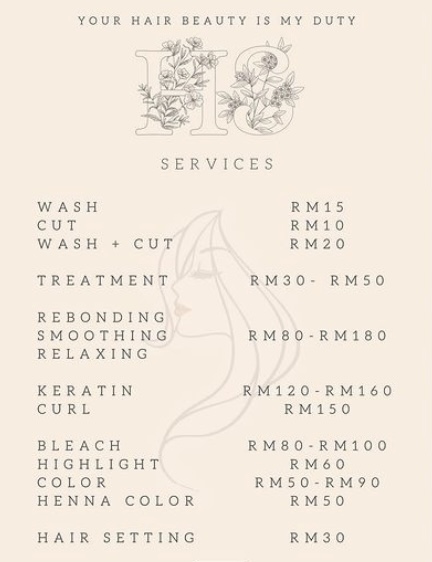 YOUR HAIR BEAUTY IS MY DUTY
HS
SERVICES
WASH RM15
CUT RM10
WASH + CUT RM20
TREATMENT RM30- RM50
REBONDING
SMOOTHING RM80-RM180
RELAXING
KERATIN RM120-RM160
CURL RM150
BLEACH RM80-RM100
HIGHLIGHT RM60
COLOR RM50-RM90
HENNA COLOR RM50
HAIR SETTING RM30